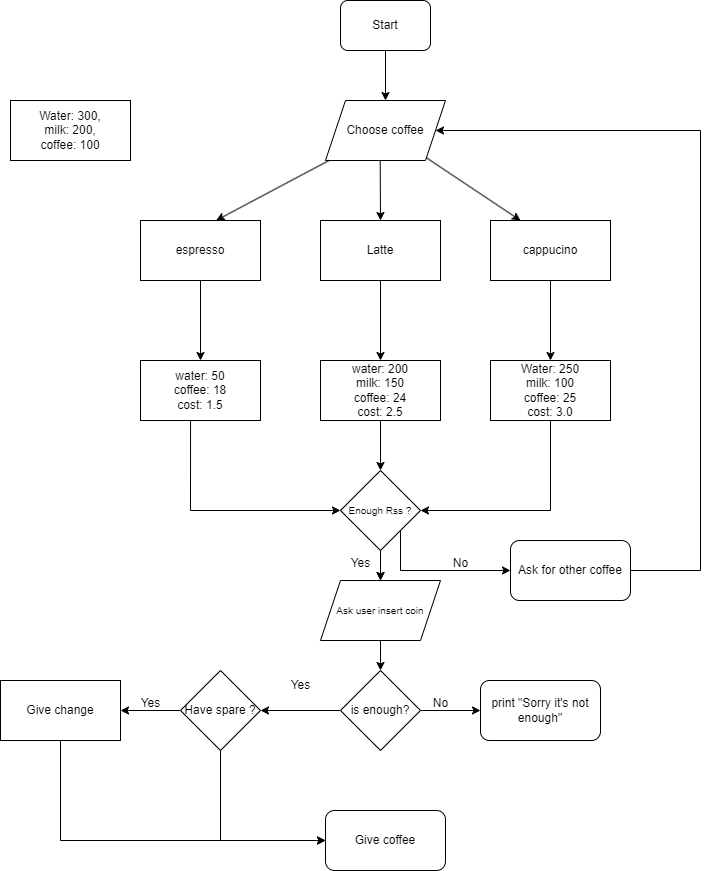 Start
Water: 300,
milk: 200,
coffee: 100
Choose coffee
espresso
Latte
cappucino
water: 50
coffee: 18
cost: 1.5
water: 200
milk: 150
coffee: 24
cost: 2.5
Water: 250
milk: 100
coffee: 25
cost: 3.0
Enough Rss ?
Yes
No
Ask for other coffee
Ask user insert coin
Yes
is enough?
No
print "Sorry it's not
enough"
Have spare ?
Yes
Give change
Give coffee